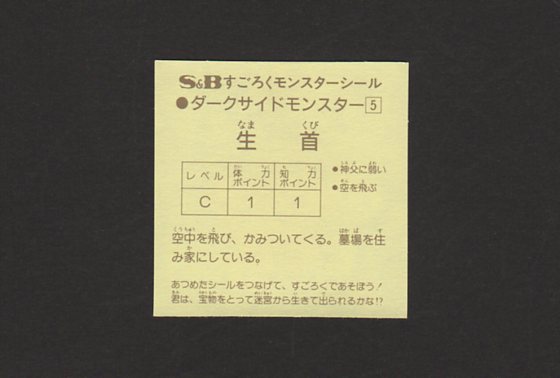 S&Bすごろくモンスターシール
●ダークサイドモンスター5
なま くび
生首
レベル 体力ポイント 知力ポイント
C 1 1
●神父に弱い
●空を飛ぶ
空中を飛び、かみついてくる。墓場を住
み家にしている。
あつめたシールをつなげて、すごろくであそぼう!
君は、宝物をとって迷宮から生きて出られるかな!?